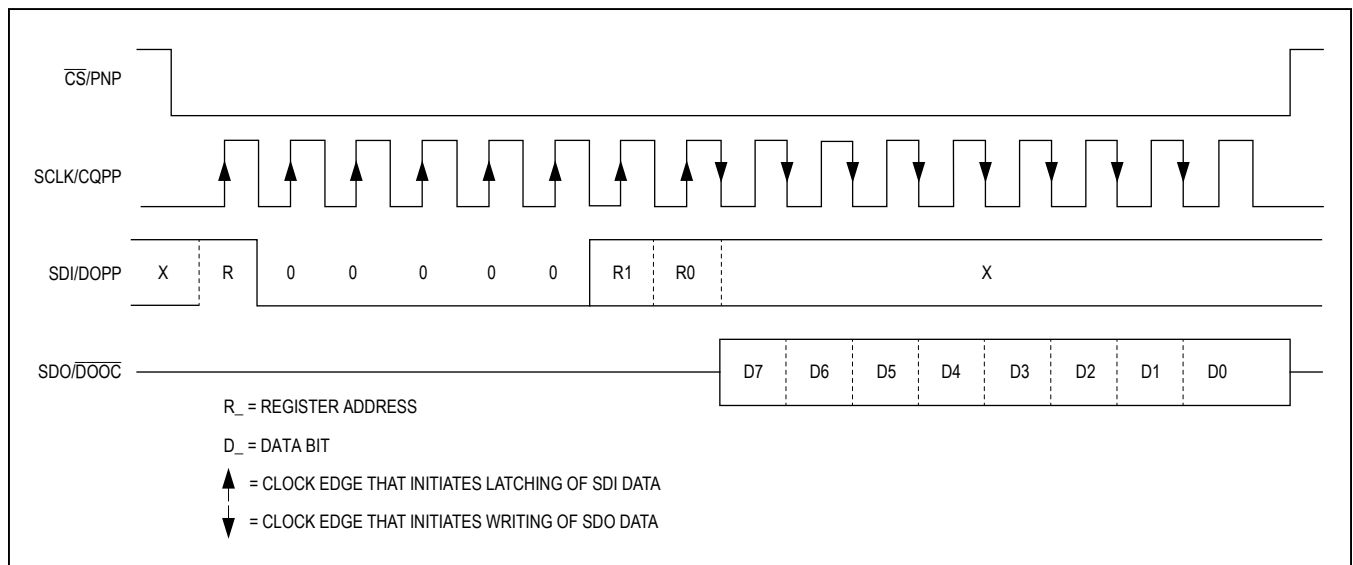 C̅S̅/PNP
SCLK/CQPP
SDI/DOPP X R 0 0 0 0 0 R1 R0 X
SDO/D̅O̅O̅C̅ D7 D6 D5 D4 D3 D2 D1 D0
R_ = REGISTER ADDRESS
D_ = DATA BIT
= CLOCK EDGE THAT INITIATES LATCHING OF SDI DATA
= CLOCK EDGE THAT INITIATES WRITING OF SDO DATA